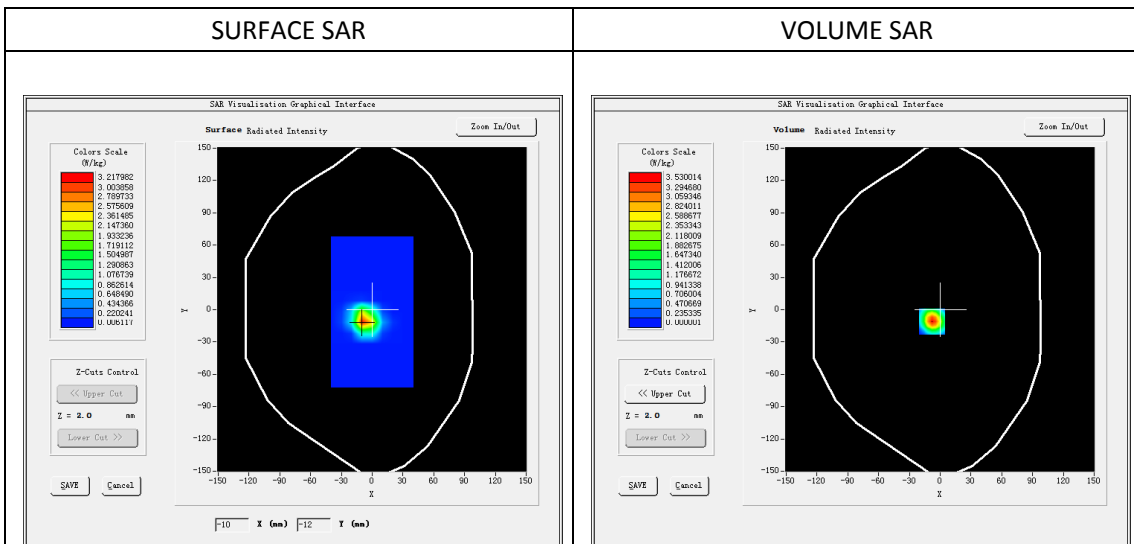 SURFACE SAR
VOLUME SAR
SAR Visualisation Graphical Interface
Surface Radiated Intensity
Zoom In/Out
Colors Scale
(W/kg)
3.217982
3.003858
2.789733
2.575609
2.361485
2.147360
1.933236
1.719112
1.504987
1.290863
1.076739
0.862614
0.648490
0.434366
0.220241
0.006117
Z-Cuts Control
<< Upper Cut
Z = 2.0 mm
Lower Cut >>
SAVE
Cancel
150
120
90
60
30
0
-30
-60
-90
-120
-150
Y
-150 -120 -90 -60 -30 0 30 60 90 120 150
X
-10 X (mm) -12 Y (mm)
SAR Visualisation Graphical Interface
Volume Radiated Intensity
Zoom In/Out
Colors Scale
(W/kg)
3.530014
3.294680
3.059346
2.824011
2.588677
2.353343
2.118009
1.882675
1.647340
1.412006
1.176672
0.941338
0.706004
0.470669
0.235335
0.000001
Z-Cuts Control
<< Upper Cut
Z = 2.0 mm
Lower Cut >>
SAVE
Cancel
150
120
90
60
30
0
-30
-60
-90
-120
-150
Y
-150 -120 -90 -60 -30 0 30 60 90 120 150
X